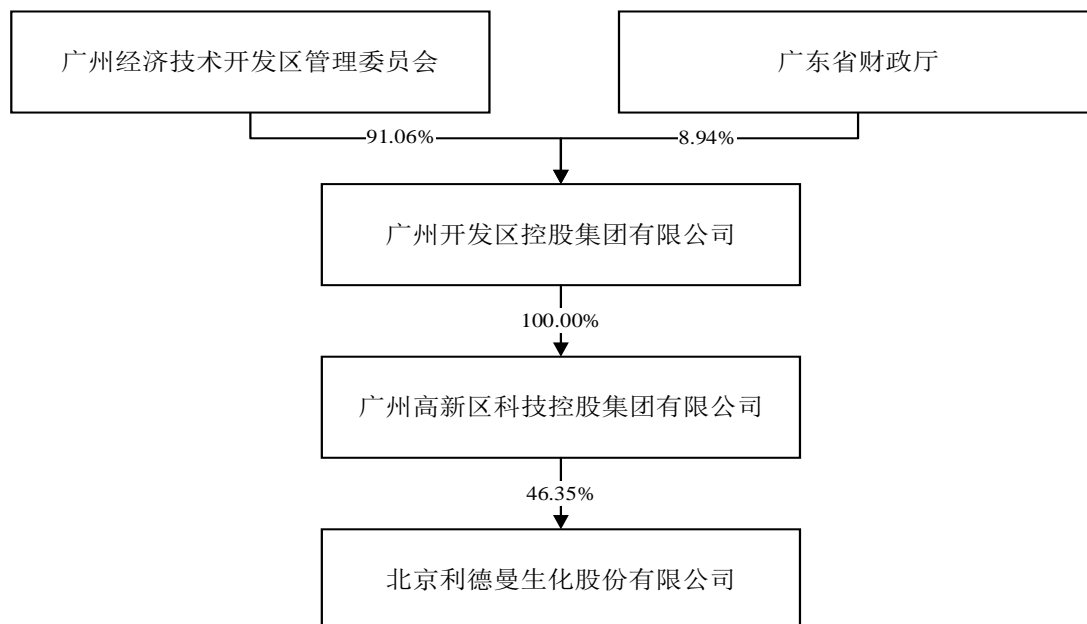 广州经济技术开发区管理委员会
广东省财政厅
91.06%
8.94%
广州开发区控股集团有限公司
100.00%
广州高新区科技控股集团有限公司
46.35%
北京利德曼生化股份有限公司